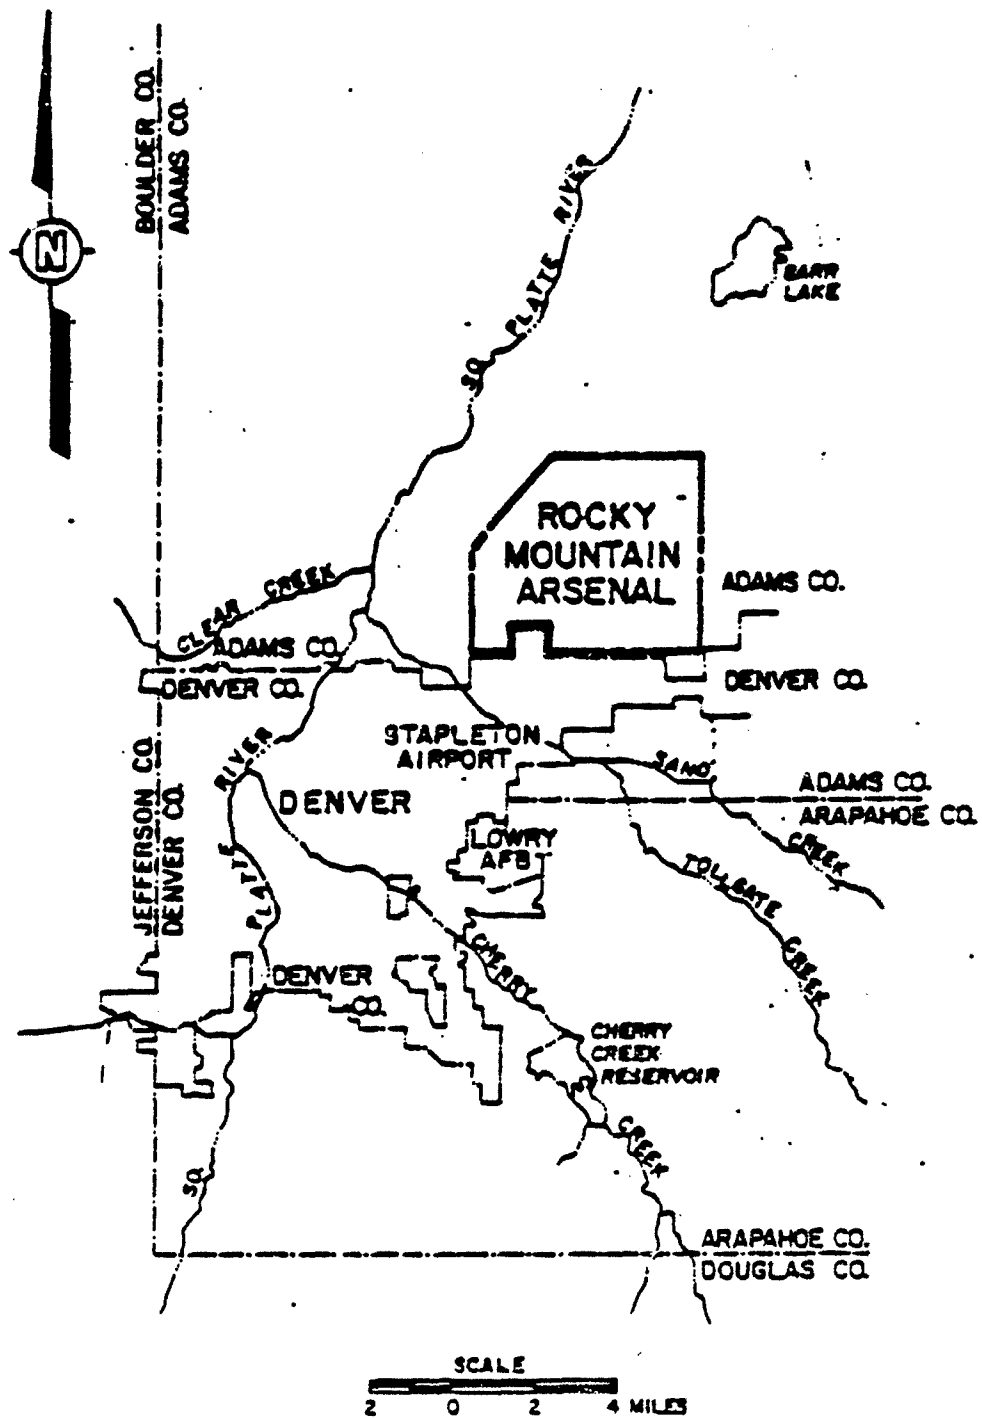 BOULDER CO.
ADAMS CO.
N
SO. PLATTE RIVER
BARR
LAKE
ROCKY
MOUNTAIN
ARSENAL
ADAMS CO.
CLEAR CREEK
ADAMS CO.
DENVER CO.
DENVER CO.
STAPLETON
AIRPORT
SAND CREEK
ADAMS CO.
ARAPAHOE CO.
JEFFERSON CO.
DENVER CO.
SO. PLATTE RIVER
DENVER
LOWRY
AFB
TOLLGATE CREEK
CHERRY CREEK
DENVER
CO.
CHERRY
CREEK
RESERVOIR
ARAPAHOE CO.
DOUGLAS CO.
SCALE
2 0 2 4 MILES